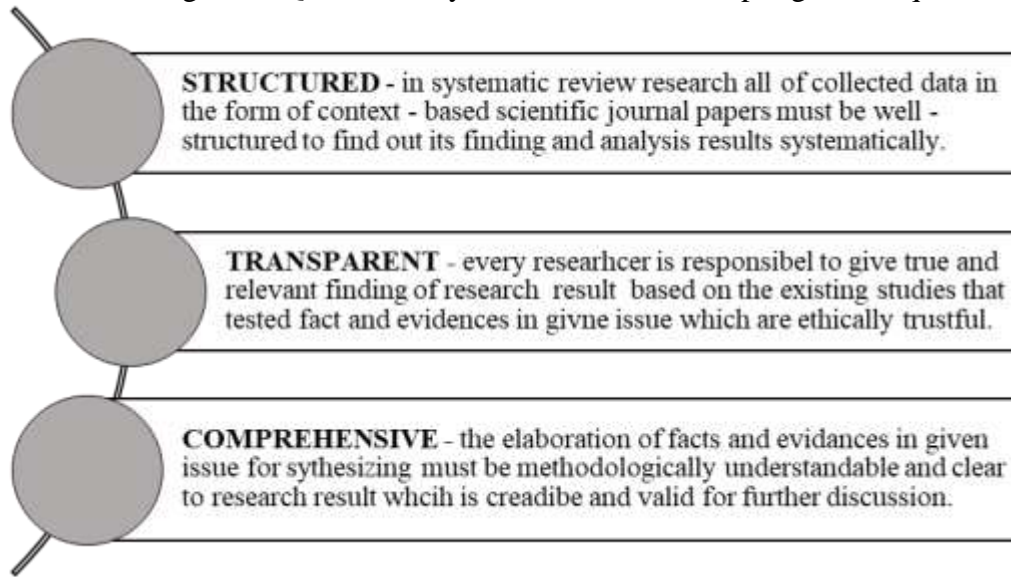 STRUCTURED - in systematic review research all of collected data in
the form of context - based scientific journal papers must be well -
structured to find out its finding and analysis results systematically.
TRANSPARENT - every researhcer is responsibel to give true and
relevant finding of research result based on the existing studies that
tested fact and evidences in givne issue which are ethically trustful.
COMPREHENSIVE - the elaboration of facts and evidances in given
issue for sythesizing must be methodologically understandable and clear
to research result whcih is creadibe and valid for further discussion.